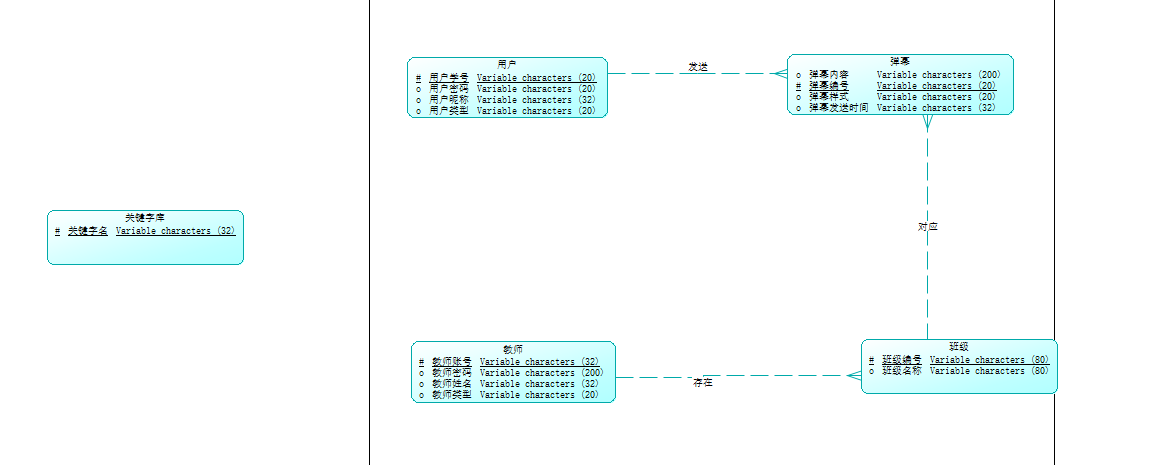 用户
# 用户学号 Variable characters (20)
o 用户密码 Variable characters (20)
o 用户昵称 Variable characters (32)
o 用户类型 Variable characters (20)
发送
弹幕
o 弹幕内容 Variable characters (200)
# 弹幕编号 Variable characters (20)
o 弹幕样式 Variable characters (20)
o 弹幕发送时间 Variable characters (32)
关键字库
# 关键字名 Variable characters (32)
对应
教师
# 教师账号 Variable characters (32)
o 教师密码 Variable characters (200)
o 教师姓名 Variable characters (32)
o 教师类型 Variable characters (20)
存在
班级
# 班级编号 Variable characters (80)
o 班级名称 Variable characters (80)